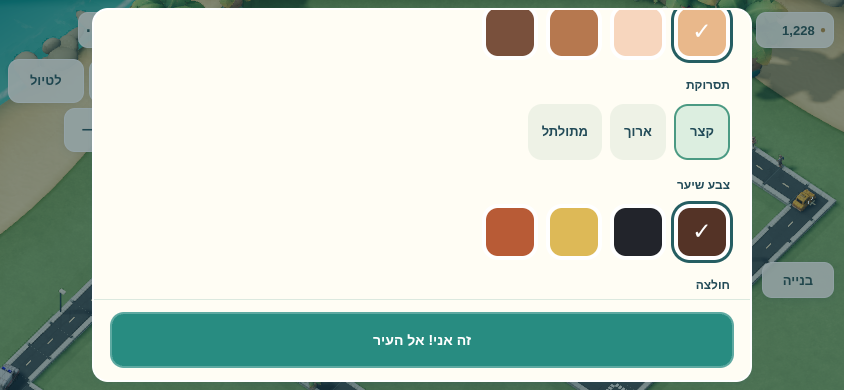 1,228
לטיול
תסרוקת
קצר
ארוך
מתולתל
צבע שיער
חולצה
בנייה
זה אני! אל העיר